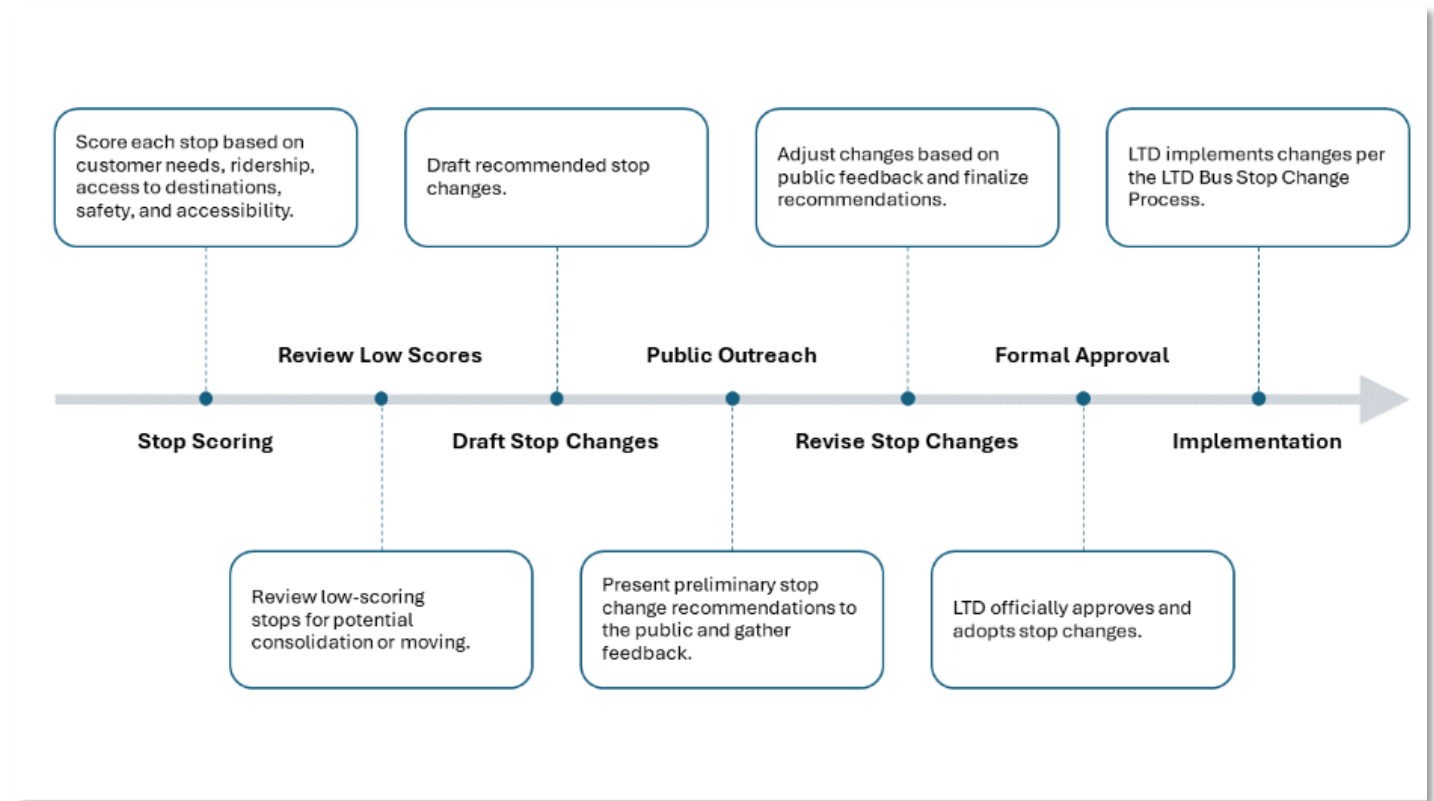 Score each stop based on
customer needs, ridership,
access to destinations,
safety, and accessibility.
Draft recommended stop
changes.
Adjust changes based on
public feedback and finalize
recommendations.
LTD implements changes per
the LTD Bus Stop Change
Process.
Review Low Scores
Public Outreach
Formal Approval
Stop Scoring
Draft Stop Changes
Revise Stop Changes
Implementation
Review low-scoring
stops for potential
consolidation or moving.
Present preliminary stop
change recommendations to
the public and gather
feedback.
LTD officially approves and
adopts stop changes.